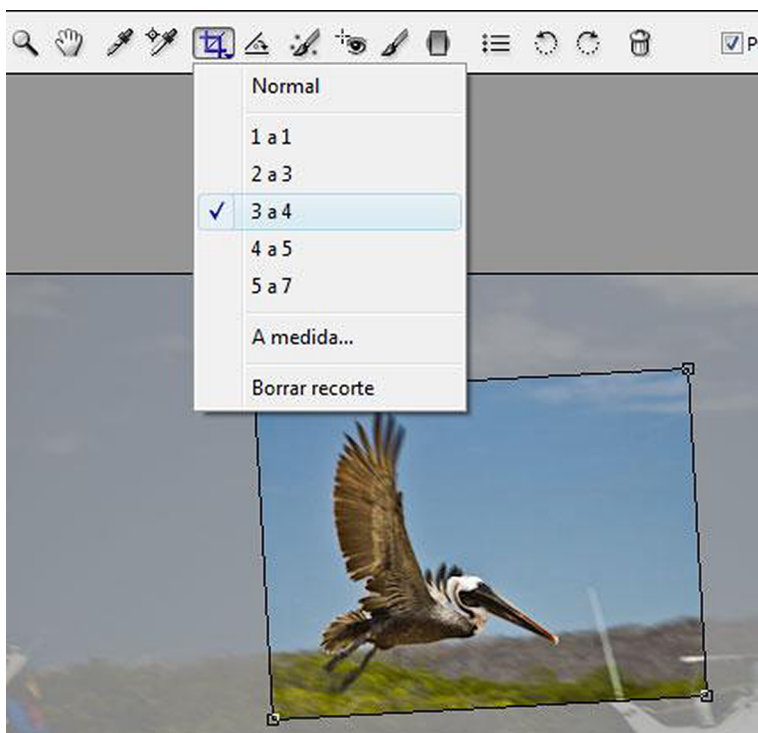 P
Normal
1 a 1
2 a 3
3 a 4
4 a 5
5 a 7
A medida...
Borrar recorte